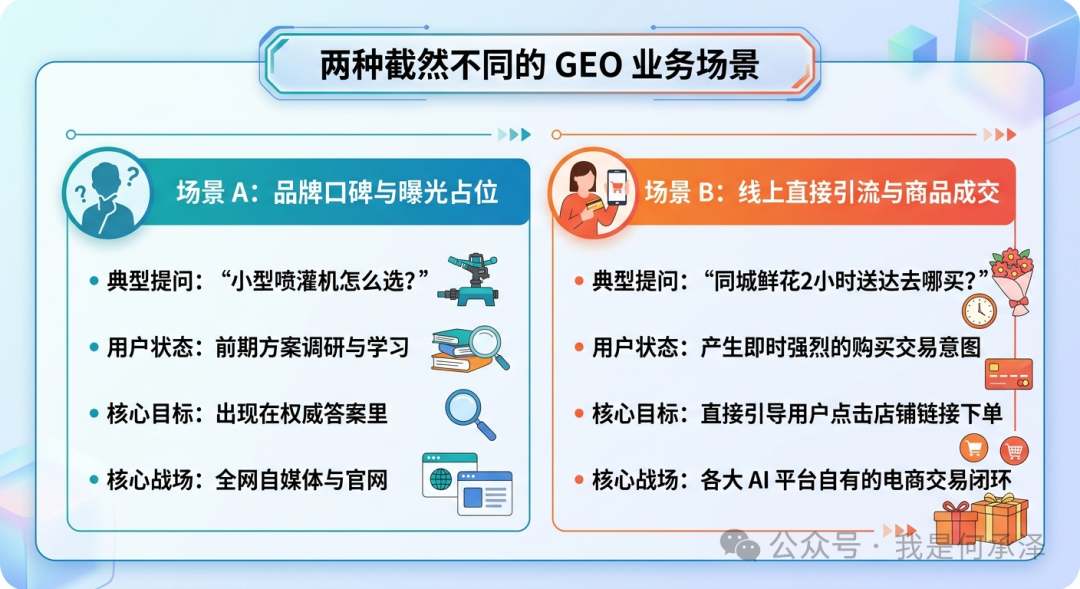 两种截然不同的 GEO 业务场景
场景 A：品牌口碑与曝光占位
典型提问：“小型喷灌机怎么选？”
用户状态：前期方案调研与学习
核心目标：出现在权威答案里
核心战场：全网自媒体与官网
场景 B：线上直接引流与商品成交
典型提问：“同城鲜花2小时送达去哪买？”
用户状态：产生即时强烈的购买交易意图
核心目标：直接引导用户点击店铺链接下单
核心战场：各大 AI 平台自有的电商交易闭环
公众号 · 我是何承泽